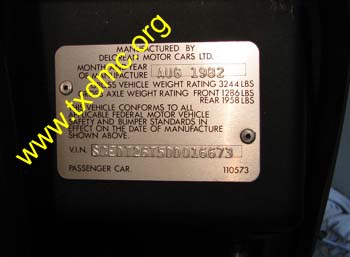 MANUFACTURED BY
DELOREAN MOTOR CARS LTD.
MONTH AND YEAR
OF MANUFACTURE AUG 1982
GROSS VEHICLE WEIGHT RATING 3244 LBS
AXLE WEIGHT RATING FRONT 1286 LBS
REAR 1958 LBS
THIS VEHICLE CONFORMS TO ALL
APPLICABLE FEDERAL MOTOR VEHICLE
SAFETY AND BUMPER STANDARDS IN
EFFECT ON THE DATE OF MANUFACTURE
SHOWN ABOVE.
V.I.N.
PASSENGER CAR. 110573
www.txdmc.org